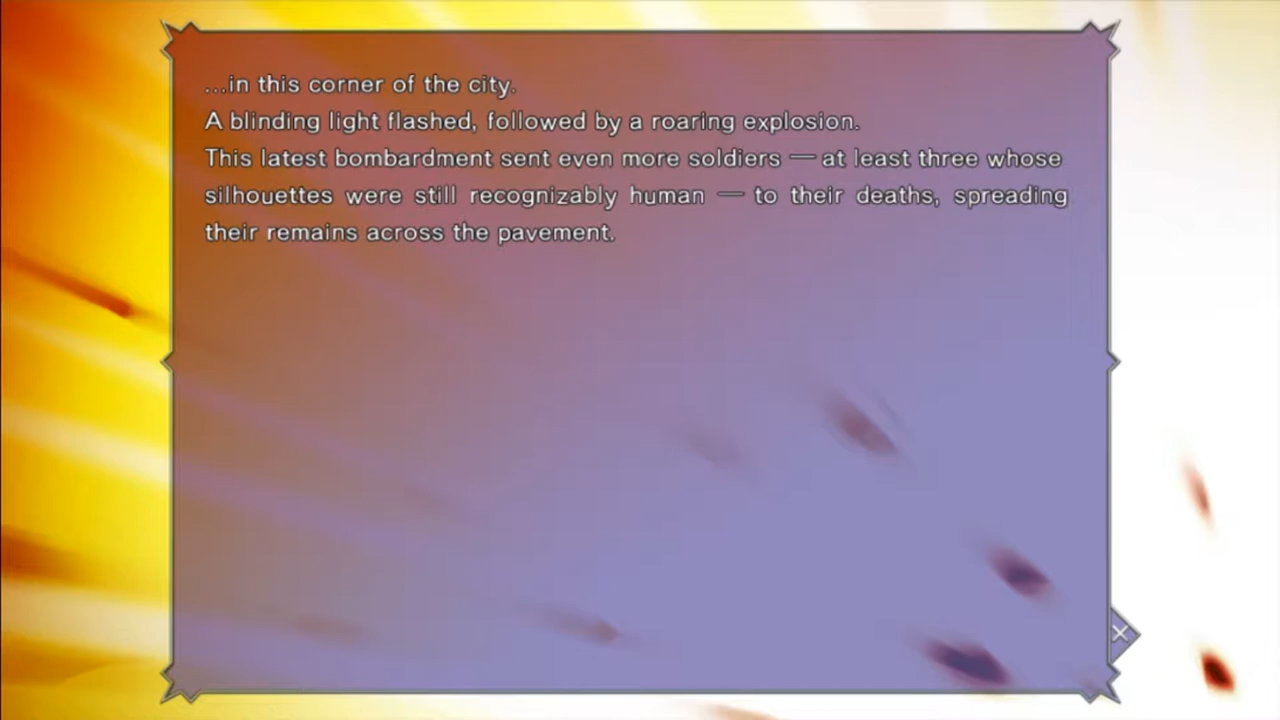 …in this corner of the city.
A blinding light flashed, followed by a roaring explosion.
This latest bombardment sent even more soldiers — at least three whose
silhouettes were still recognizably human — to their deaths, spreading
their remains across the pavement.